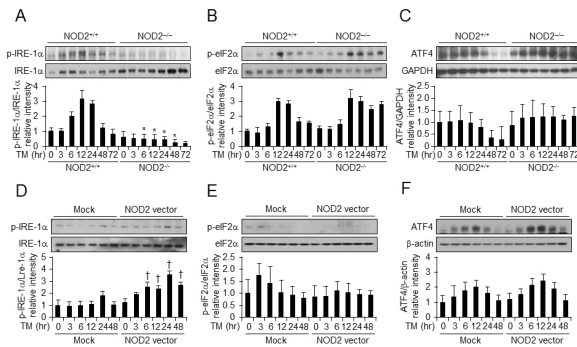 A
NOD2+/+ NOD2−/−
p-IRE-1α
IRE-1α
p-IRE-1α/IRE-1α
relative intensity
4
3
2
1
0
* * * * *
TM (hr) 0 3 6 12 24 48 72 0 3 6 12 24 48 72
NOD2+/+ NOD2−/−
B
NOD2+/+ NOD2−/−
p-eIF2α
eIF2α
p-eIF2α/eIF2α
relative intensity
4
3
2
1
0
TM (hr) 0 3 6 12 24 48 72 0 3 6 12 24 48 72
NOD2+/+ NOD2−/−
C
NOD2+/+ NOD2−/−
ATF4
GAPDH
ATF4/GAPDH
relative intensity
2.5
2.0
1.5
1.0
0.5
0
TM (hr) 0 3 6 12 24 48 72 0 3 6 12 24 48 72
NOD2+/+ NOD2−/−
D
Mock NOD2 vector
p-IRE-1α
IRE-1α
p-IRE-1α/Lre-1α
relative intensity
4
3
2
1
0
† † † †
TM (hr) 0 3 6 12 24 48 0 3 6 12 24 48
Mock NOD2 vector
E
Mock NOD2 vector
p-eIF2α
eIF2α
p-eIF2α/eIF2α
relative intensity
2.5
2.0
1.5
1.0
0.5
0
TM (hr) 0 3 6 12 24 48 0 3 6 12 24 48
Mock NOD2 vector
F
Mock NOD2 vector
ATF4
β-actin
ATF4/β-actin
relative intensity
4
3
2
1
0
TM (hr) 0 3 6 12 24 48 0 3 6 12 24 48
Mock NOD2 vector